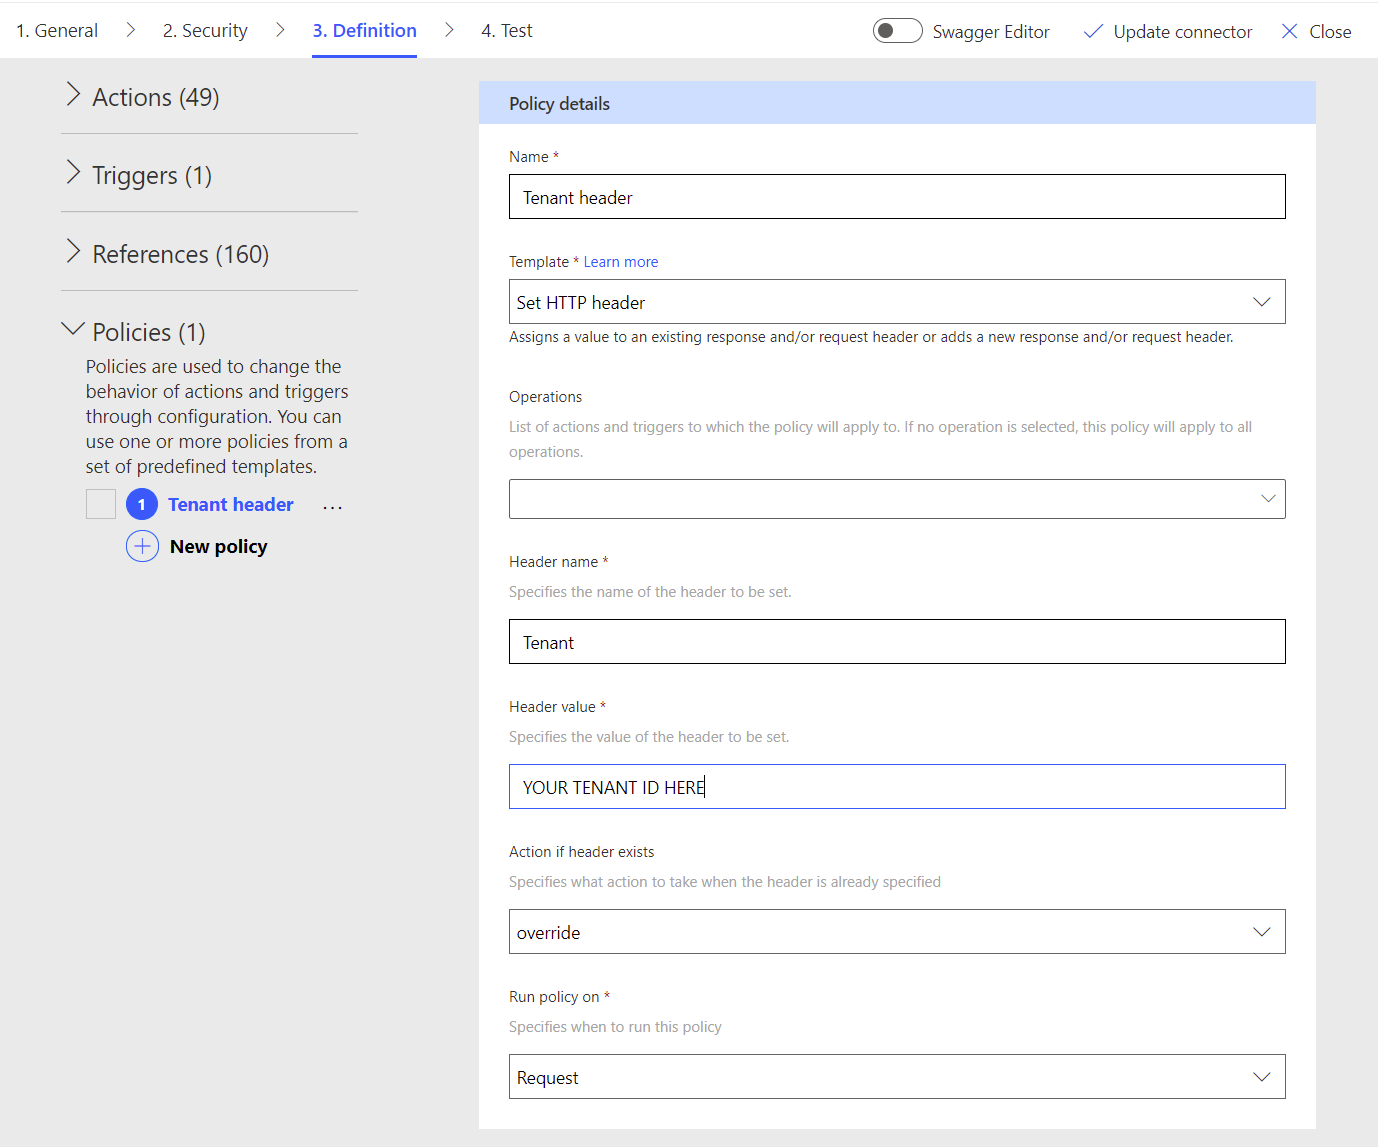 1. General
2. Security
3. Definition
4. Test
Swagger Editor
Update connector
Close
Actions (49)
Triggers (1)
References (160)
Policies (1)
Policies are used to change the
behavior of actions and triggers
through configuration. You can
use one or more policies from a
set of predefined templates.
1 Tenant header ...
New policy
Policy details
Name *
Tenant header
Template * Learn more
Set HTTP header
Assigns a value to an existing response and/or request header or adds a new response and/or request header.
Operations
List of actions and triggers to which the policy will apply to. If no operation is selected, this policy will apply to all
operations.
Header name *
Specifies the name of the header to be set.
Tenant
Header value *
Specifies the value of the header to be set.
YOUR TENANT ID HERE
Action if header exists
Specifies what action to take when the header is already specified
override
Run policy on *
Specifies when to run this policy
Request